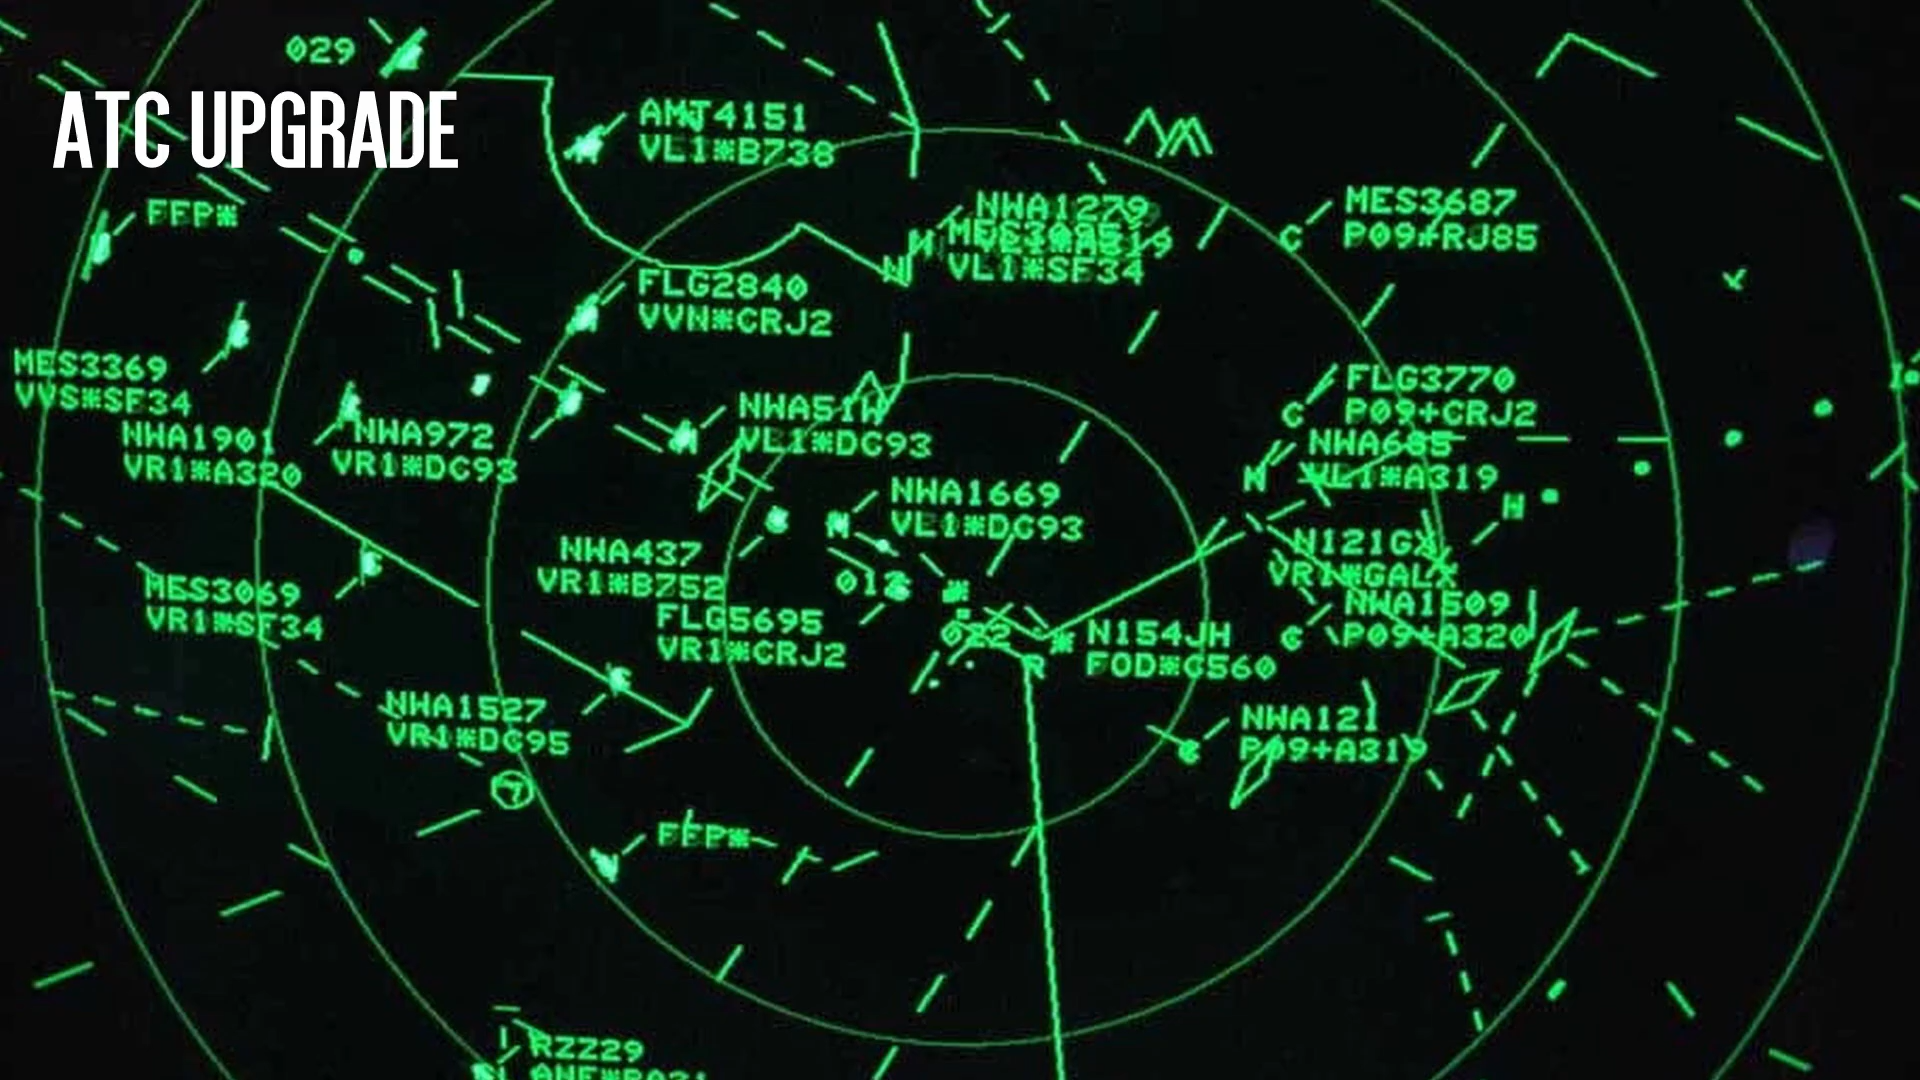 029
ATC UPGRADE
AMT4151
VL1*B738
FFP*
NWA1279
VL1*SF34
MES3687
P09+RJ85
FLG2840
VVN*CRJ2
MES3369
VVS*SF34
FLG3770
P09+CRJ2
NWA1901
VR1*A320
NWA972
VR1*DC93
VL1*DC93
NWA685
VL1*A319
NWA1669
VL1*DC93
NWA437
VR1*B752
012
N121GX
VR1*GALX
MES3069
VR1*SF34
FLG5695
VR1*CRJ2
022
N154JH
FOD*C560
NWA1509
P09+A320
NWA1527
VR1*DC95
NWA121
P09+A319
FFP*
RZZ29